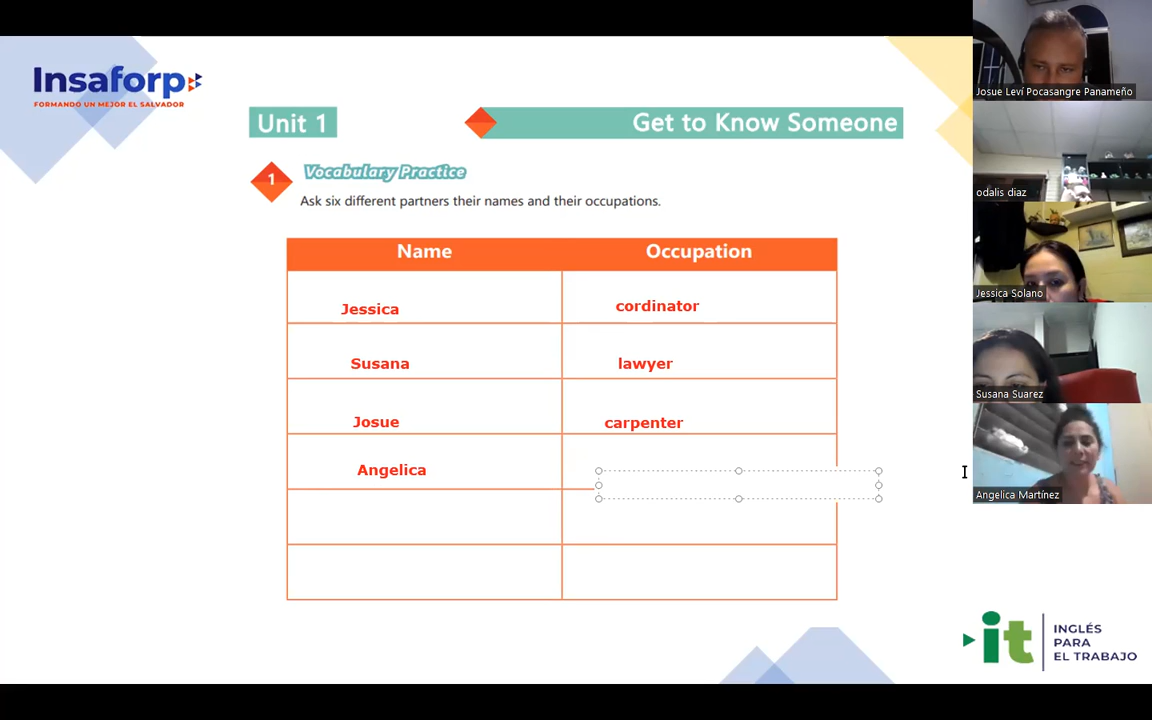 Insaforp
FORMANDO UN MEJOR EL SALVADOR
Unit 1
Get to Know Someone
1
Vocabulary Practice
Ask six different partners their names and their occupations.
Name Occupation
Jessica cordinator
Susana lawyer
Josue carpenter
Angelica
Josue Leví Pocasangre Panameño
odalis diaz
Jessica Solano
Susana Suarez
Angelica Martínez
it
INGLÉS
PARA
EL TRABAJO